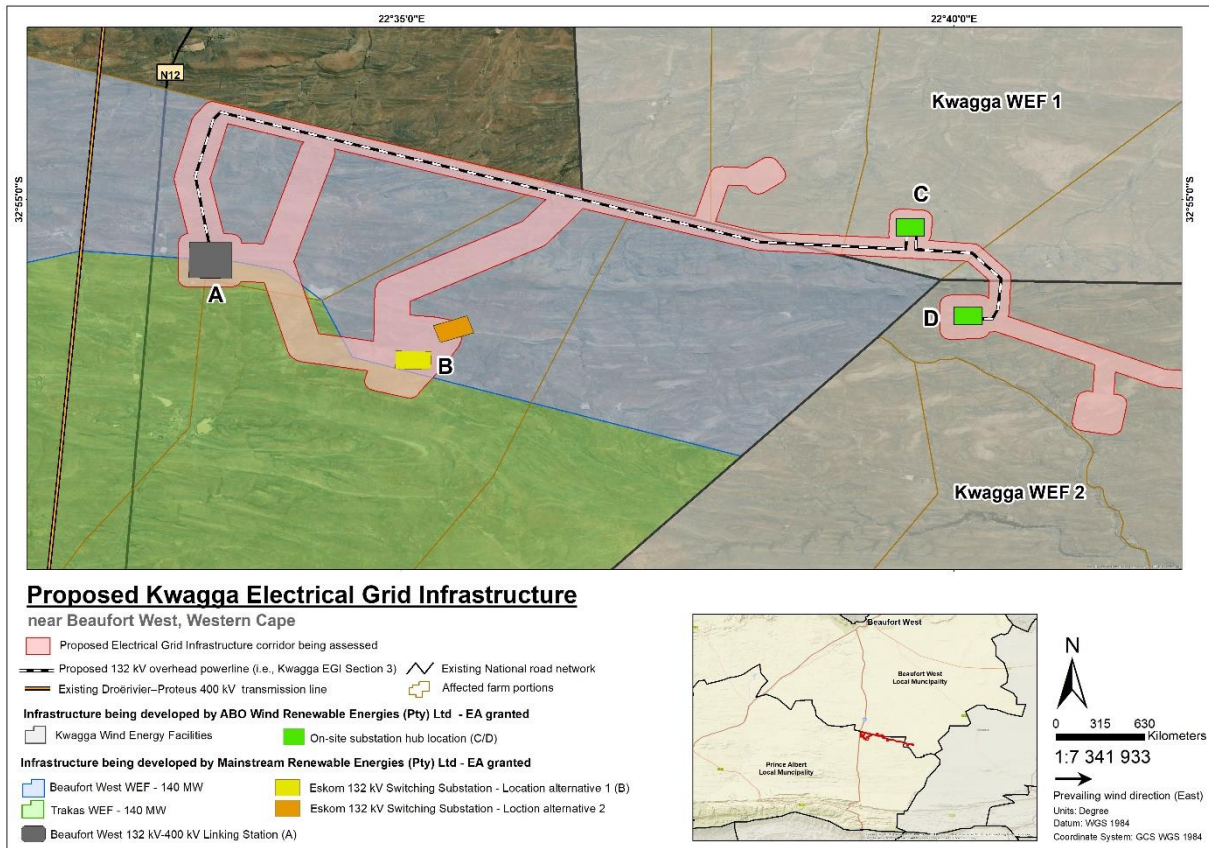 22°35'0"E
22°40'0"E
N12
Kwagga WEF 1
32°55'0"S
32°55'0"S
C
A
D
B
Kwagga WEF 2
Proposed Kwagga Electrical Grid Infrastructure
near Beaufort West, Western Cape
Proposed Electrical Grid Infrastructure corridor being assessed
Proposed 132 kV overhead powerline (i.e., Kwagga EGI Section 3)
Existing National road network
Existing Droërivier–Proteus 400 kV transmission line
Affected farm portions
Infrastructure being developed by ABO Wind Renewable Energies (Pty) Ltd - EA granted
Kwagga Wind Energy Facilities
On-site substation hub location (C/D)
Infrastructure being developed by Mainstream Renewable Energies (Pty) Ltd - EA granted
Beaufort West WEF - 140 MW
Eskom 132 kV Switching Substation - Location alternative 1 (B)
Trakas WEF - 140 MW
Eskom 132 kV Switching Substation - Loction alternative 2
Beaufort West 132 kV-400 kV Linking Station (A)
Beaufort West
Beaufort West
Local Muncipality
Prince Albert
Local Municipality
N
0 315 630
Kilometers
1:7 341 933
Prevailing wind direction (East)
Units: Degree
Datum: WGS 1984
Coordinate System: GCS WGS 1984